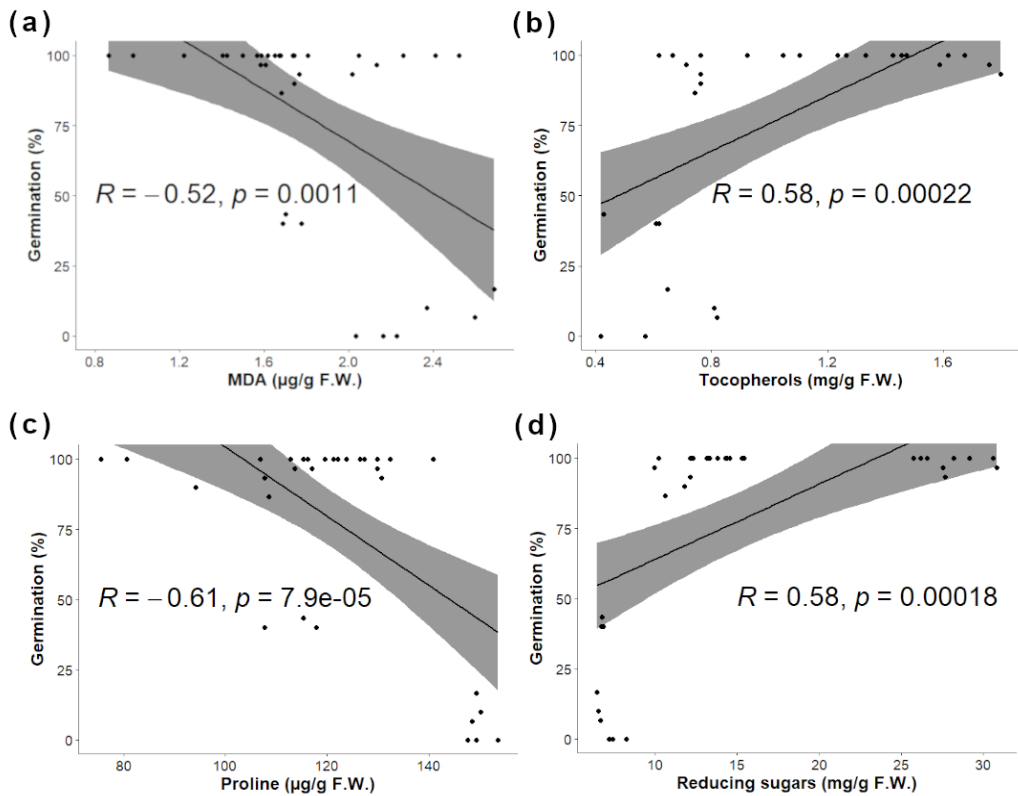 (a)
Germination (%)
100
75
50
25
0
R = −0.52, p = 0.0011
0.8 1.2 1.6 2.0 2.4
MDA (µg/g F.W.)
(b)
Germination (%)
100
75
50
25
0
R = 0.58, p = 0.00022
0.4 0.8 1.2 1.6
Tocopherols (mg/g F.W.)
(c)
Germination (%)
100
75
50
25
0
R = −0.61, p = 7.9e-05
80 100 120 140
Proline (µg/g F.W.)
(d)
Germination (%)
100
75
50
25
0
R = 0.58, p = 0.00018
10 15 20 25 30
Reducing sugars (mg/g F.W.)